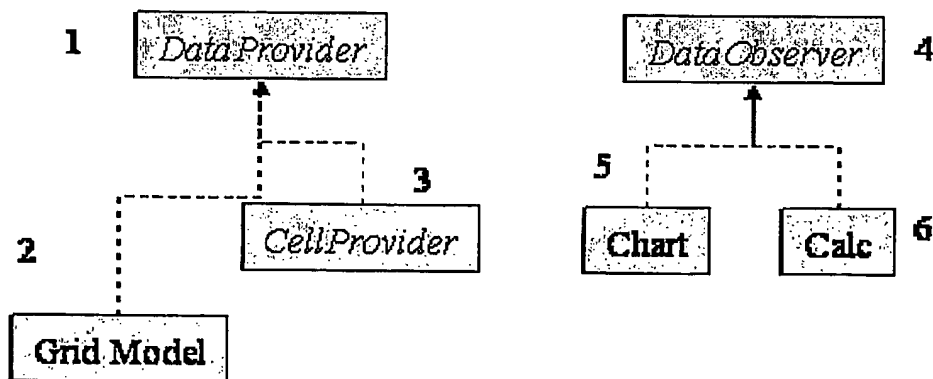 1
DataProvider
DataObserver
4
3
5
2
CellProvider
Chart
Calc
6
Grid Model